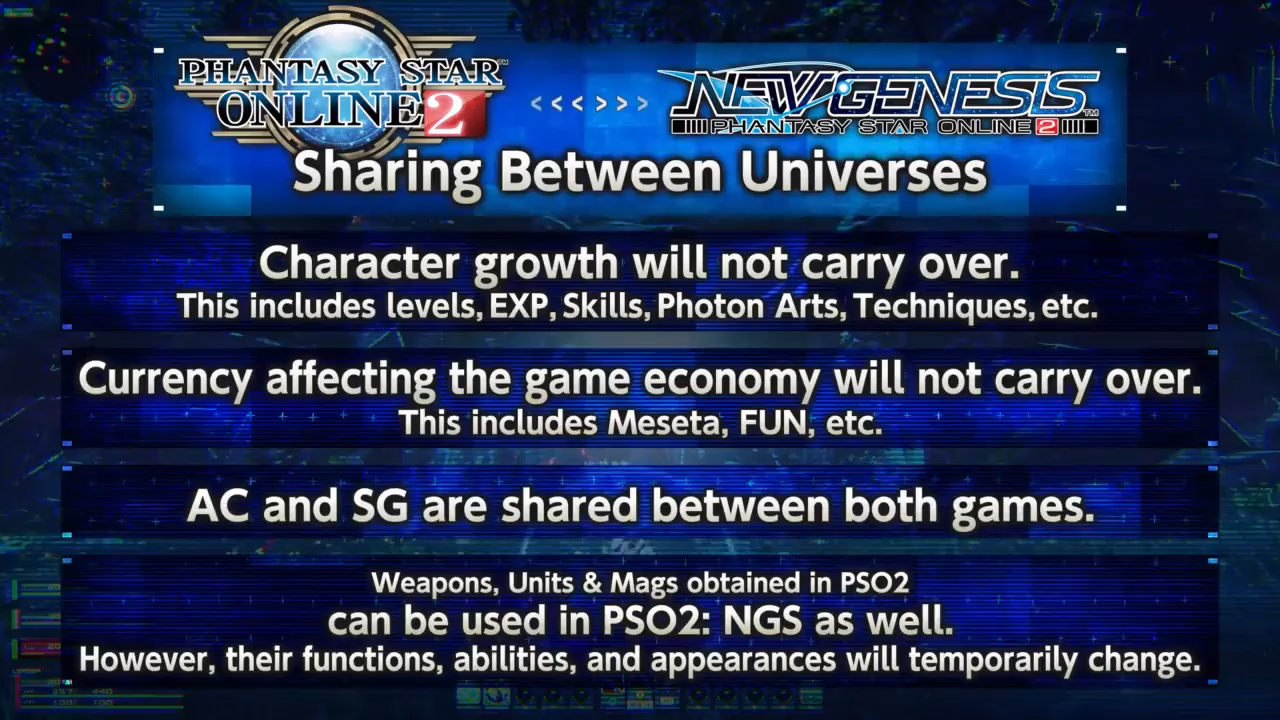 PHANTASY STAR
ONLINE 2
NEW GENESIS
PHANTASY STAR ONLINE 2
Sharing Between Universes
Character growth will not carry over.
This includes levels, EXP, Skills, Photon Arts, Techniques, etc.
Currency affecting the game economy will not carry over.
This includes Meseta, FUN, etc.
AC and SG are shared between both games.
Weapons, Units & Mags obtained in PSO2
can be used in PSO2: NGS as well.
However, their functions, abilities, and appearances will temporarily change.